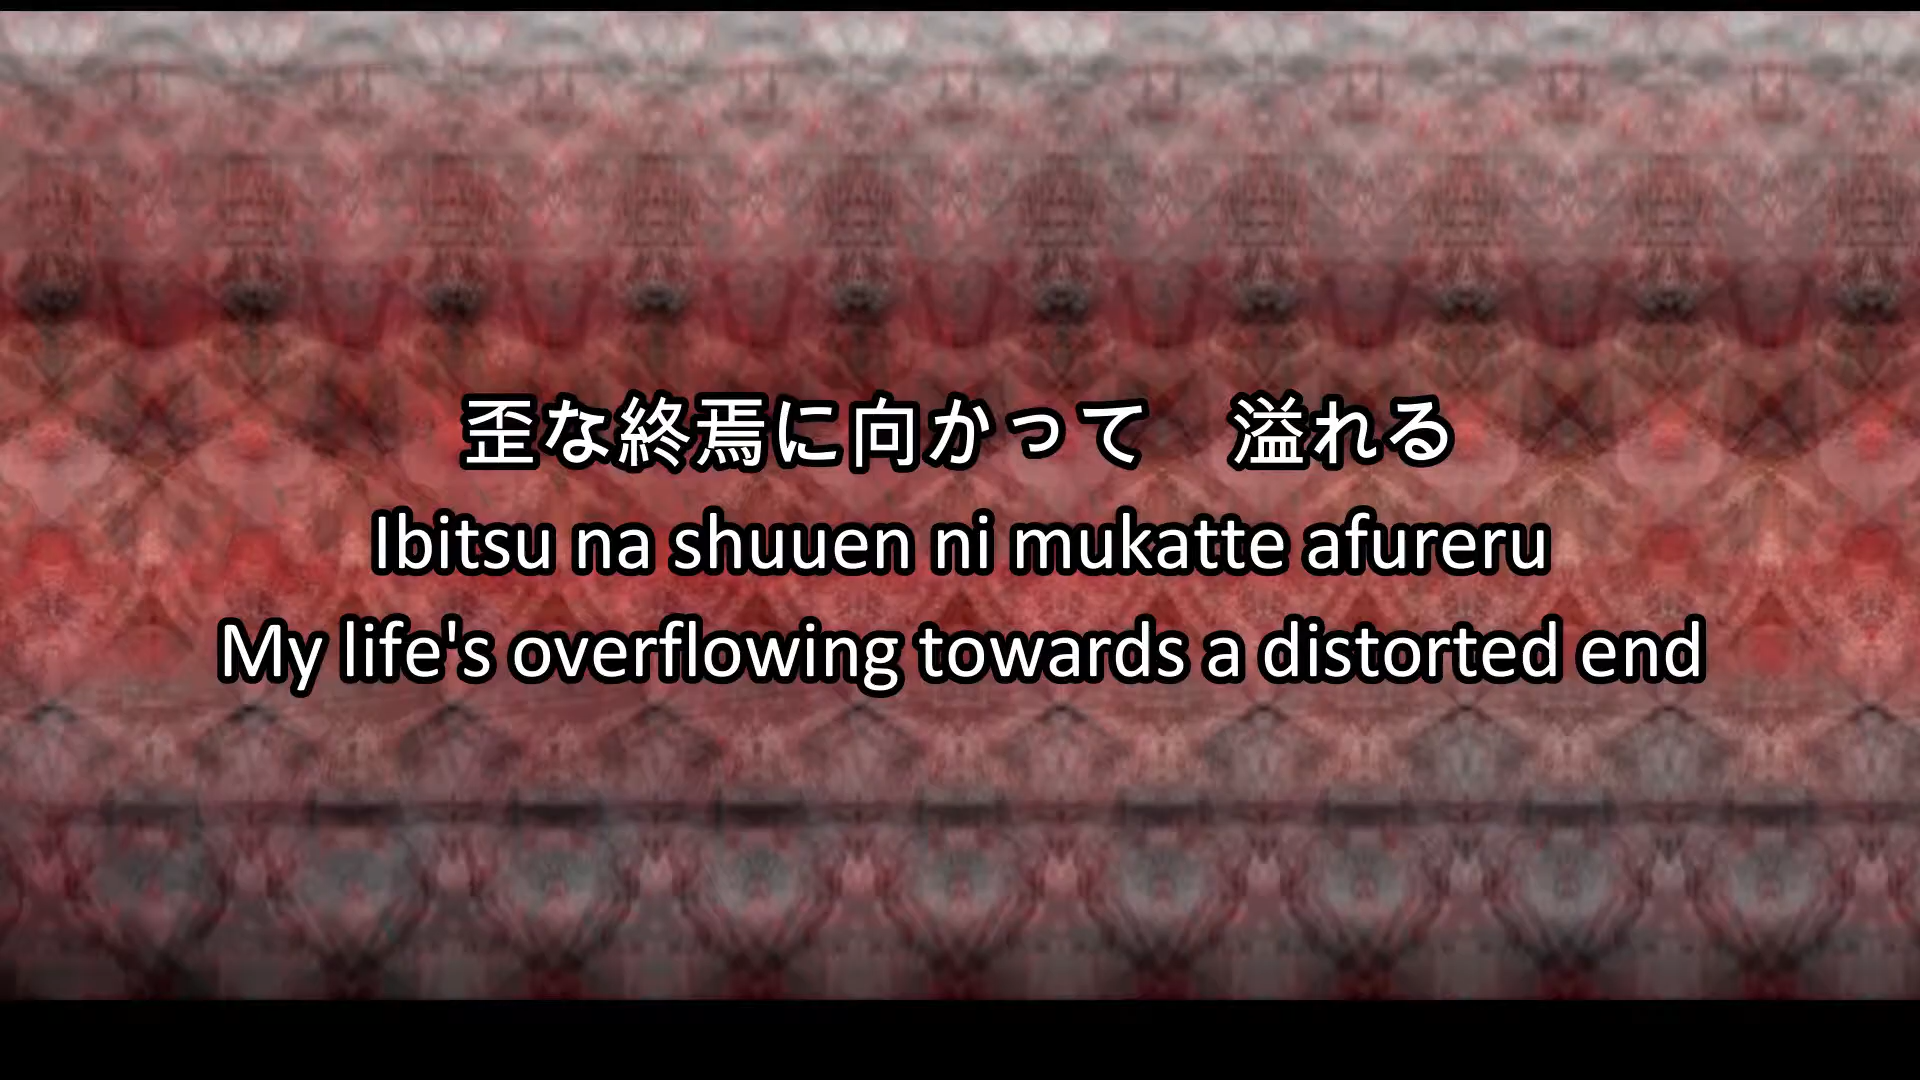 歪な終焉に向かって　溢れる
Ibitsu na shuuen ni mukatte afureru
My life's overflowing towards a distorted end